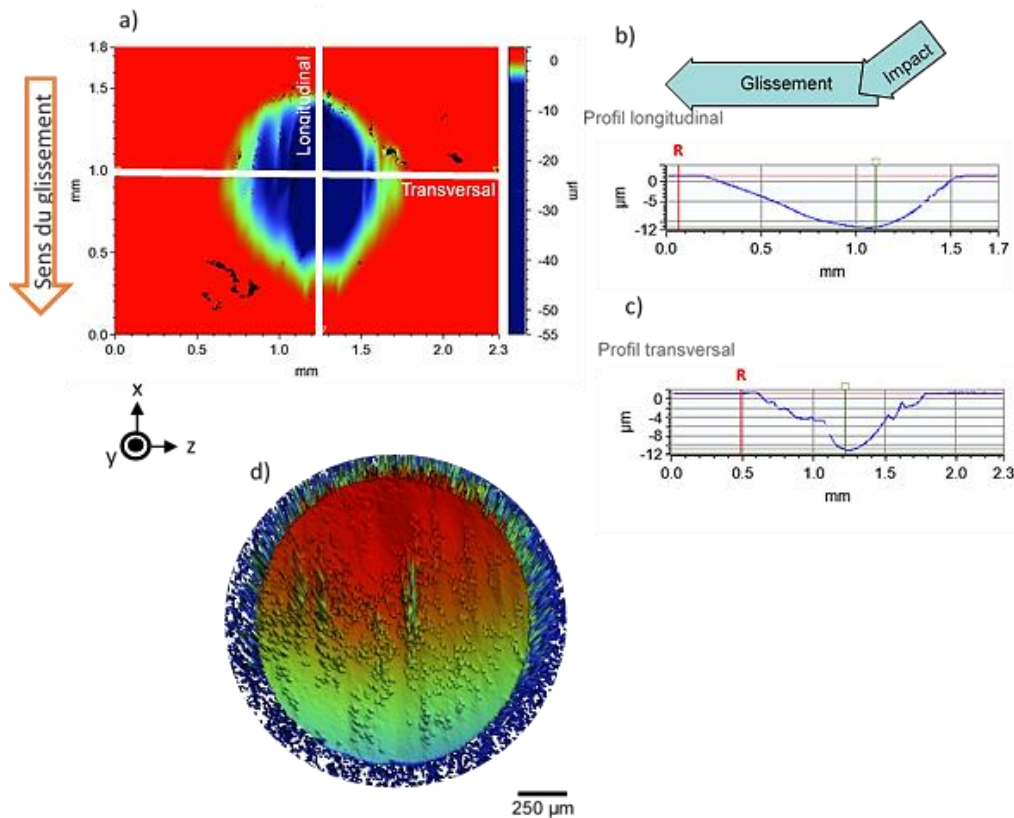 a)
Sens du glissement
1.8
1.5
1.0
0.5
0.0
mm
0.0 0.5 1.0 1.5 2.0 2.3
mm
Longitudinal
Transversal
0
-10
-20
-30
-40
-55
µm
b)
Impact
Glissement
Profil longitudinal
R
µm
0
-5
-12
0.0 0.5 1.0 1.5 1.7
mm
c)
Profil transversal
R
µm
0
-4
-8
-12
0.0 0.5 1.0 1.5 2.0 2.3
mm
x
y z
d)
250 µm